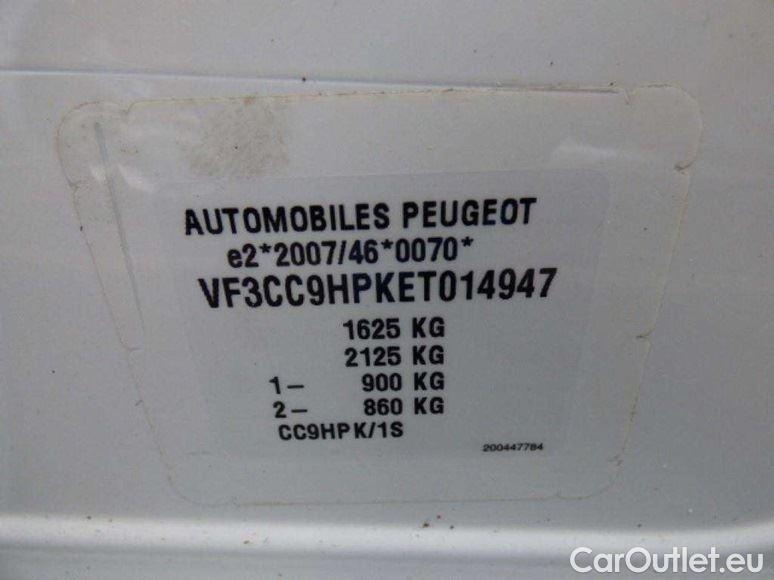 AUTOMOBILES PEUGEOT
e2*2007/46*0070*
VF3CC9HPKET014947
1625 KG
2125 KG
1- 900 KG
2- 860 KG
CC9HPK/1S
200447784
CarOutlet.eu